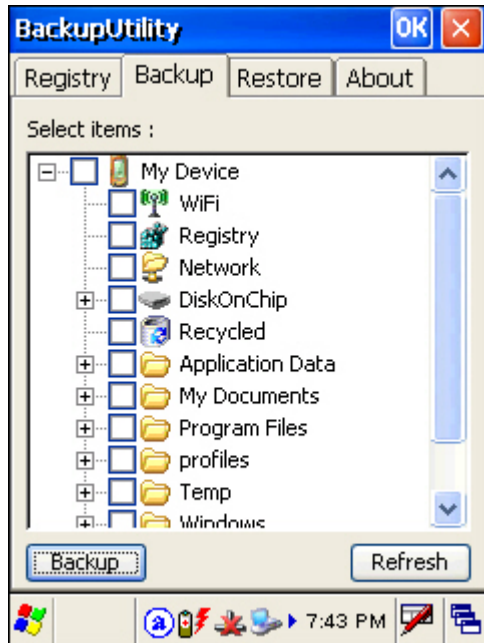 BackupUtility OK
Registry Backup Restore About
Select items :
My Device
WiFi
Registry
Network
DiskOnChip
Recycled
Application Data
My Documents
Program Files
profiles
Temp
Windows
Backup Refresh
a 7:43 PM